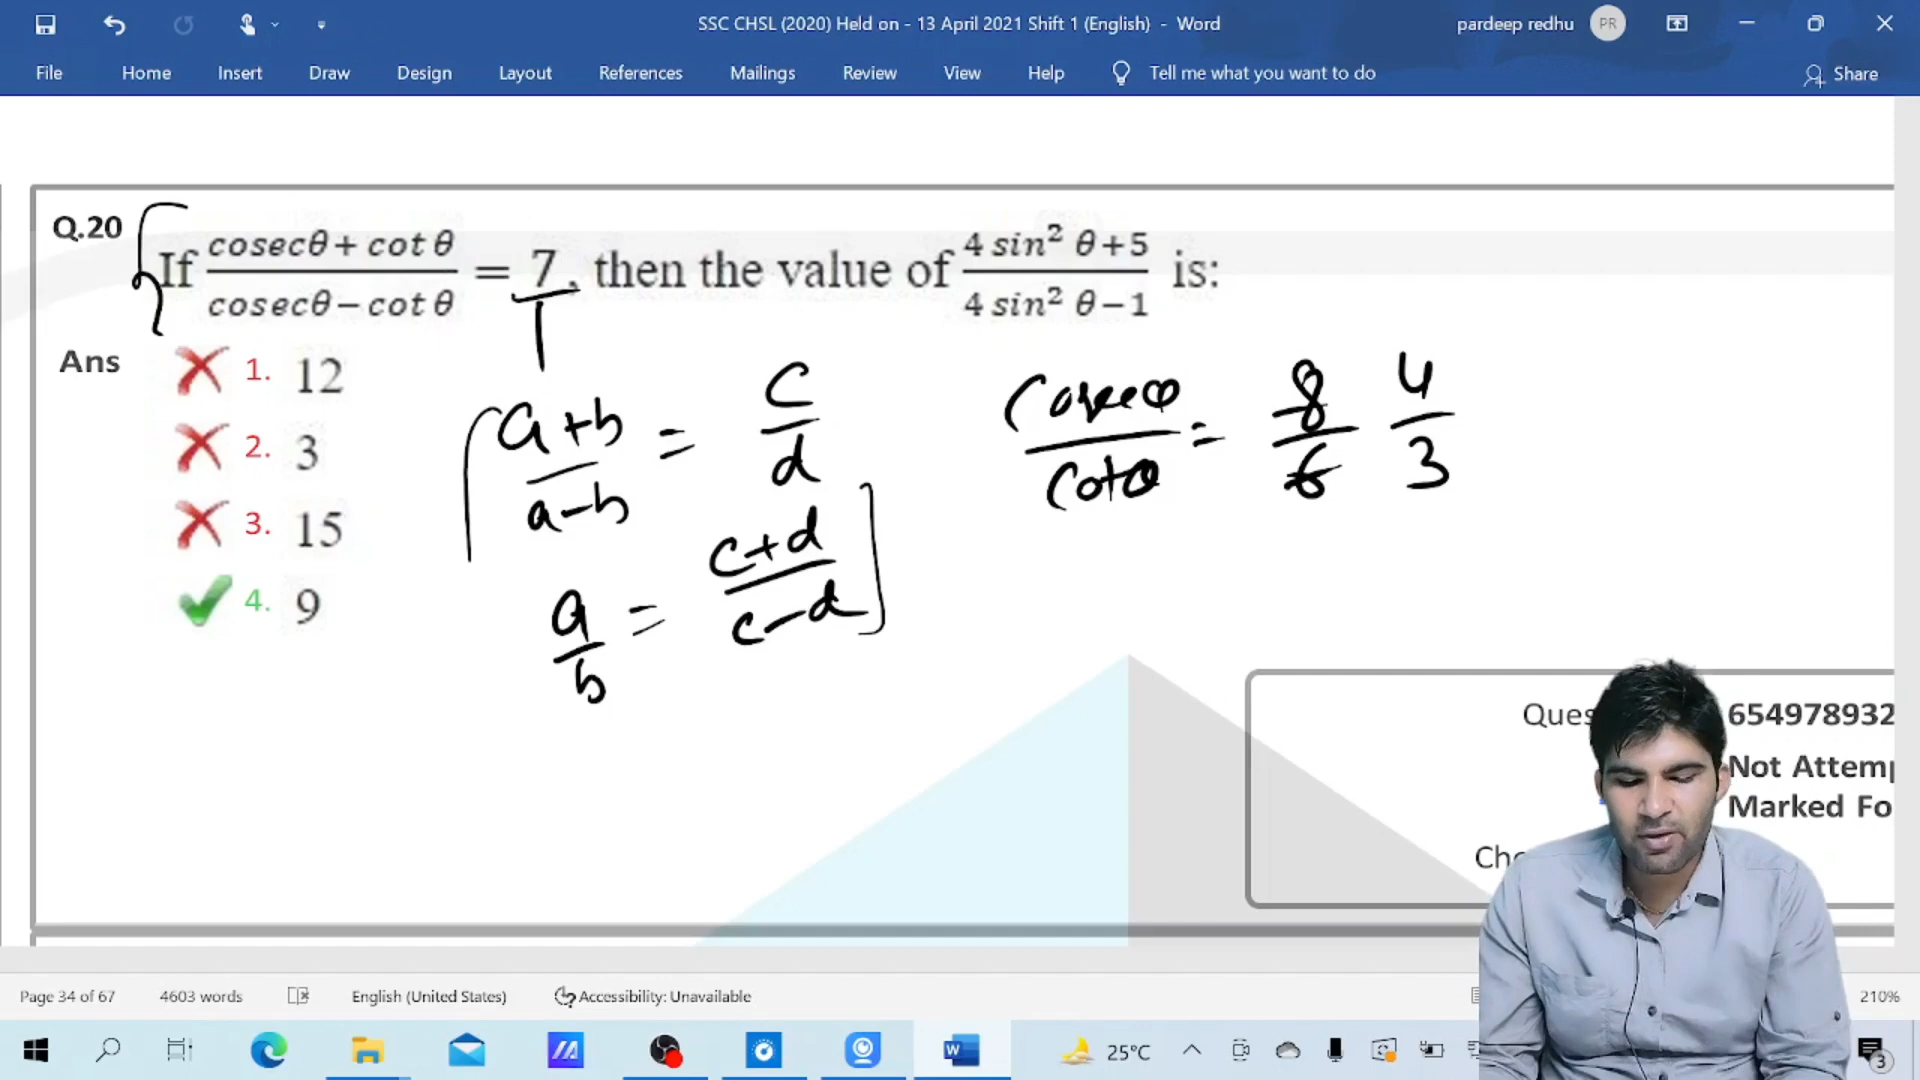 SSC CHSL (2020) Held on - 13 April 2021 Shift 1 (English) - Word
pardeep redhu PR
File Home Insert Draw Design Layout References Mailings Review View Help Tell me what you want to do Share
Q.20 If (cosecθ + cot θ)/(cosecθ − cot θ) = 7, then the value of (4 sin² θ+5)/(4 sin² θ−1) is:
1
Ans 1. 12
2. 3
3. 15
4. 9
(a+b)/(a-b) = c/d
a/b = (c+d)/(c-d)
cosecθ/cotθ = 8/6 4/3
654978932
Not Attem
Marked Fo
Page 34 of 67 4603 words English (United States) Accessibility: Unavailable 210%
25°C 3